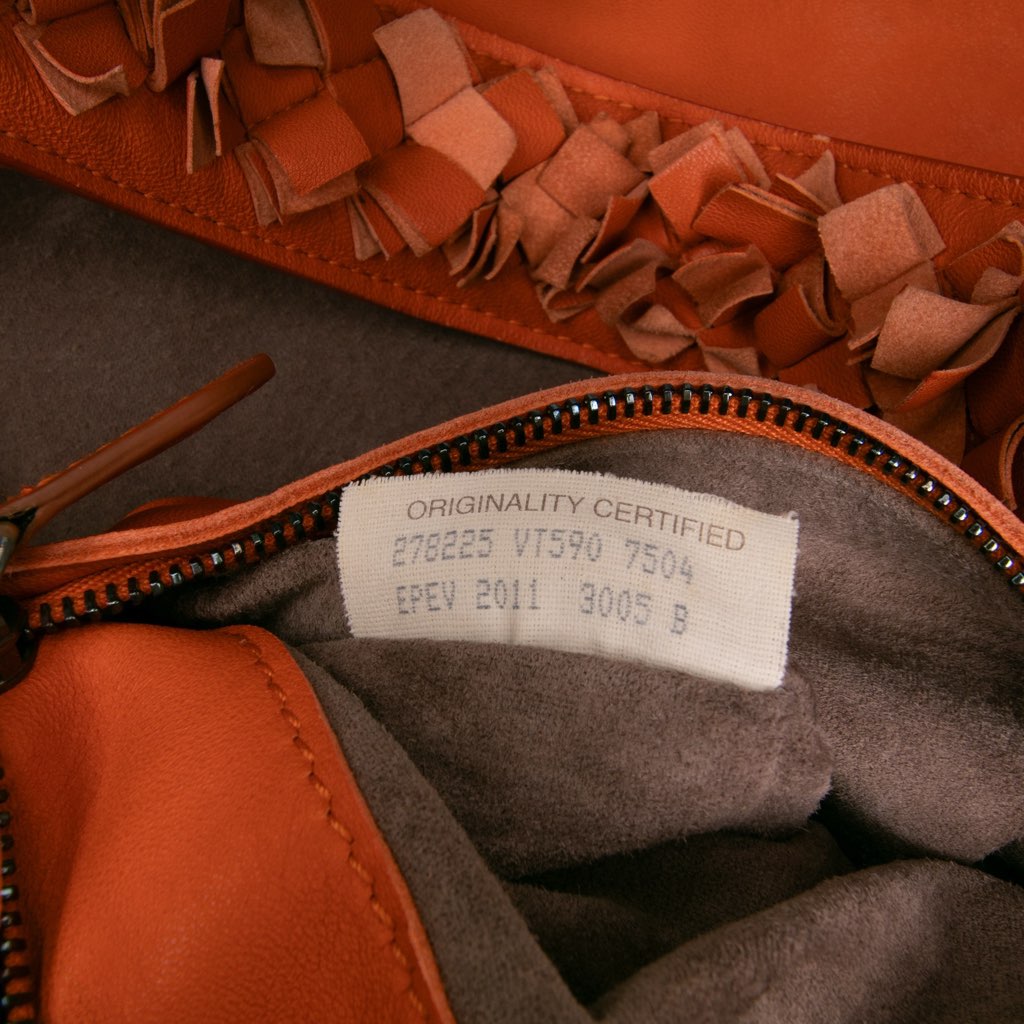 ORIGINALITY CERTIFIED
278225 VT590 7504
EPEV 2011 3005 B